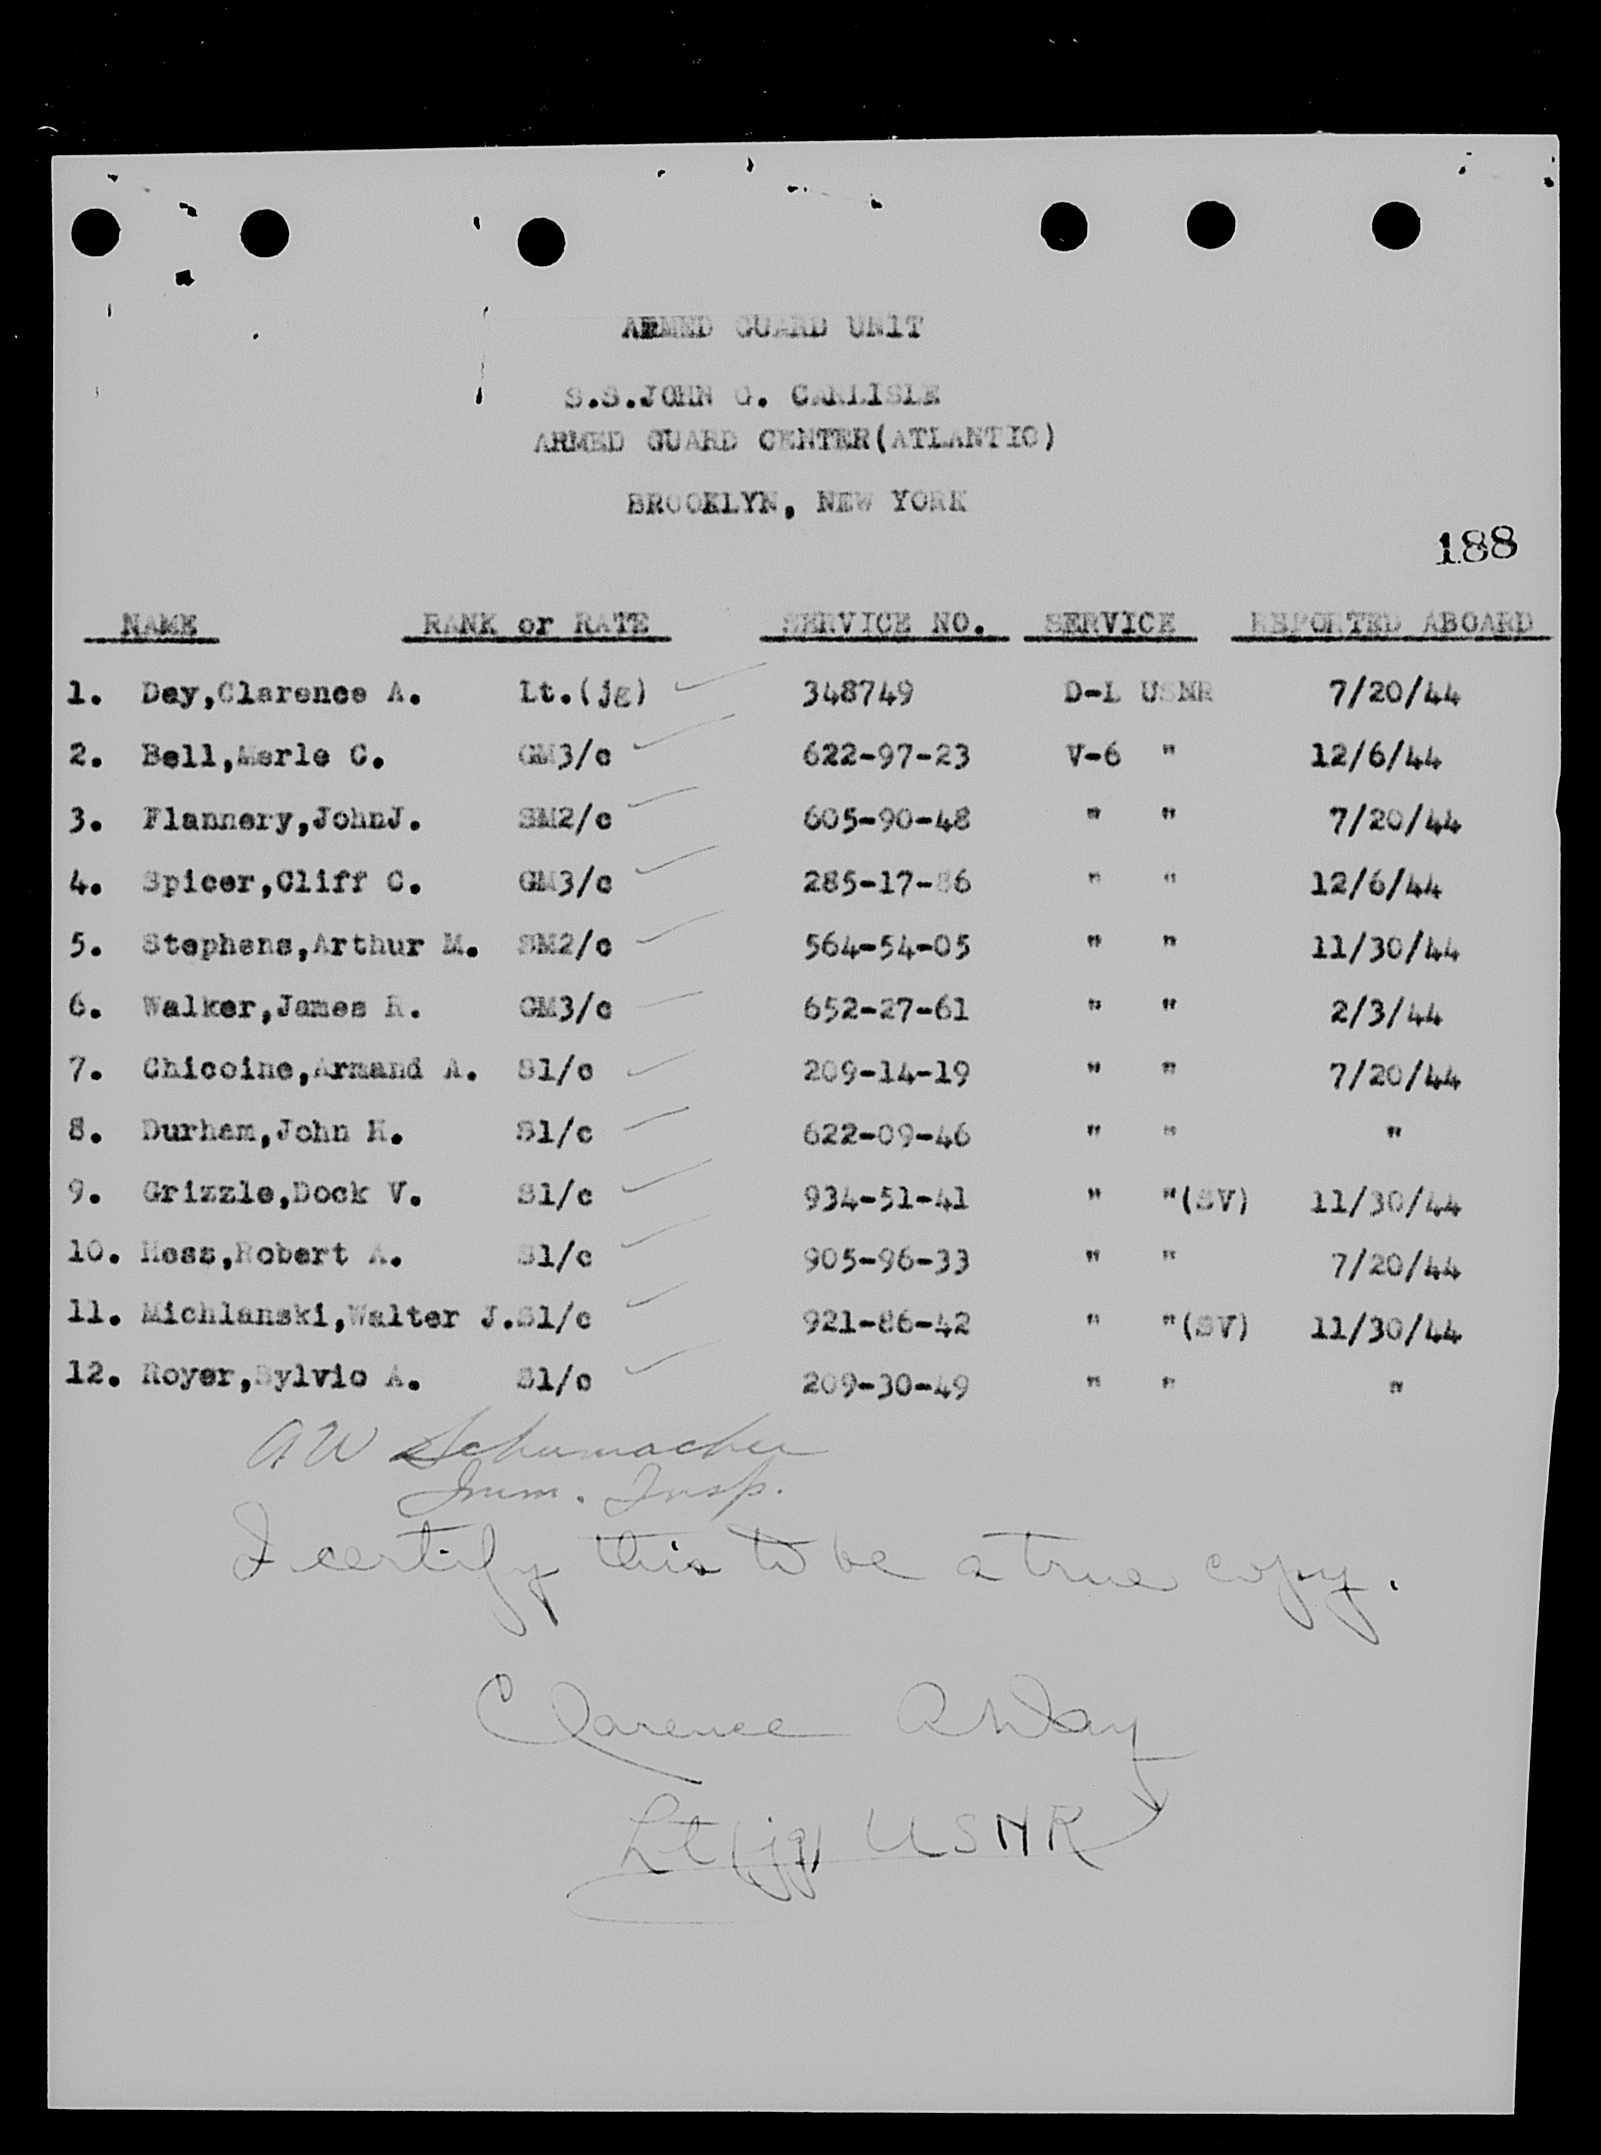 ARMED GUARD UNIT
S.S.JOHN G. CARLISLE
ARMED GUARD CENTER(ATLANTIC)
BROOKLYN, NEW YORK
188
NAME RANK or RATE SERVICE NO. SERVICE REPORTED ABOARD
1. Day,Clarence A. Lt.(jg) 348749 D-L USNR 7/20/44
2. Bell,Merle C. GM3/c 622-97-23 V-6 " 12/6/44
3. Flannery,JohnJ. SM2/c 605-90-48 " " 7/20/44
4. Spicer,Cliff C. GM3/c 285-17-86 " " 12/6/44
5. Stephens,Arthur M. SM2/c 564-54-05 " " 11/30/44
6. Walker,James R. GM3/c 652-27-61 " " 2/3/44
7. Chicoine,Armand A. S1/c 209-14-19 " " 7/20/44
8. Durham,John H. S1/c 622-09-46 " " "
9. Grizzle,Dock V. S1/c 934-51-41 " "(SV) 11/30/44
10. Hess,Robert A. S1/c 905-96-33 " " 7/20/44
11. Michlanski,Walter J.S1/c 921-86-42 " "(SV) 11/30/44
12. Royer,Sylvio A. S1/c 209-30-49 " " "
A W Schumacher
Imm. Insp.
I certify this to be a true copy.
Clarence A Day
Lt (jg) USNR